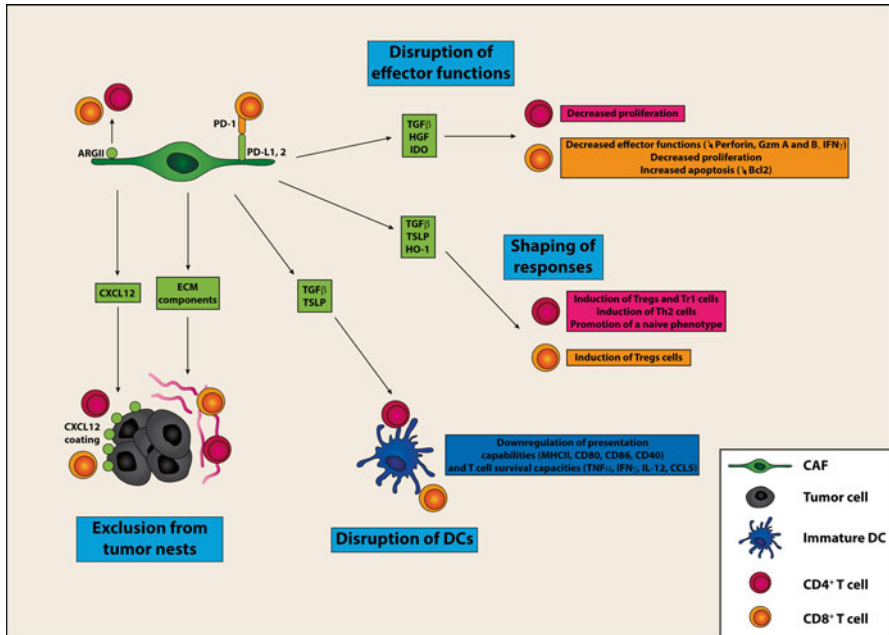 Disruption of
effector functions
PD-1
ARGII
PD-L1, 2
TGFβ
HGF
IDO
Decreased proliferation
Decreased effector functions (↘Perforin, Gzm A and B, IFNγ)
Decreased proliferation
Increased apoptosis (↘Bcl2)
TGFβ
TSLP
HO-1
Shaping of
responses
CXCL12
ECM
components
TGFβ
TSLP
Induction of Tregs and Tr1 cells
Induction of Th2 cells
Promotion of a naive phenotype
Induction of Tregs cells
CXCL12
coating
Downregulation of presentation
capabilities (MHCII, CD80, CD86, CD40)
and T cell survival capacities (TNFα, IFNγ, IL-12, CCL5)
Exclusion from
tumor nests
Disruption of DCs
CAF
Tumor cell
Immature DC
CD4⁺ T cell
CD8⁺ T cell